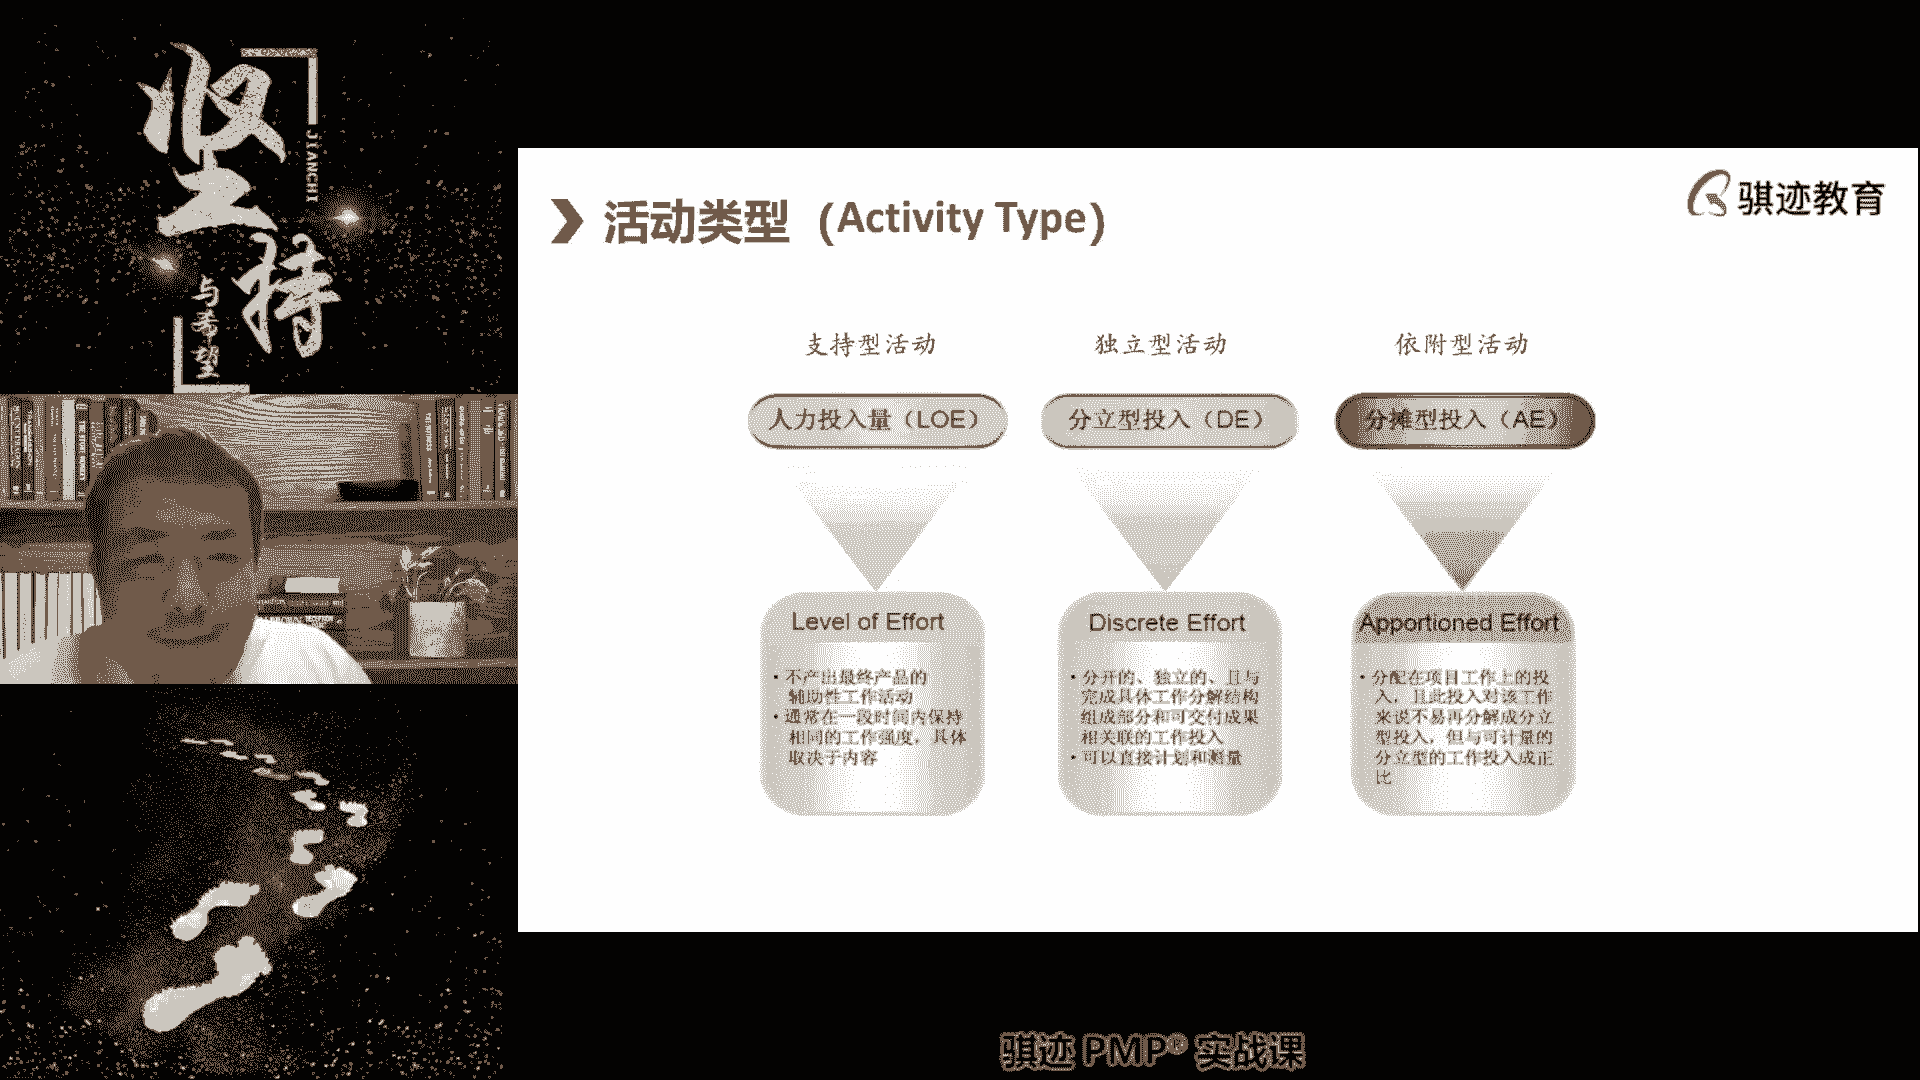 坚持
JIANCHI
与希望
骐迹教育
活动类型（Activity Type）
支持型活动
独立型活动
依附型活动
人力投入量（LOE）
分立型投入（DE）
分摊型投入（AE）
Level of Effort
• 不产出最终产品的
辅助性工作活动
• 通常在一段时间内保持
相同的工作强度，具体
取决于内容
Discrete Effort
• 分开的、独立的、且与
完成具体工作分解结构
组成部分和可交付成果
相关联的工作投入
• 可以直接计划和测量
Apportioned Effort
• 分配在项目工作上的投
入，且此投入对该工作
来说不易再分解成分立
型投入，但与可计量的
分立型的工作投入成正
比
骐迹 PMP® 实战课